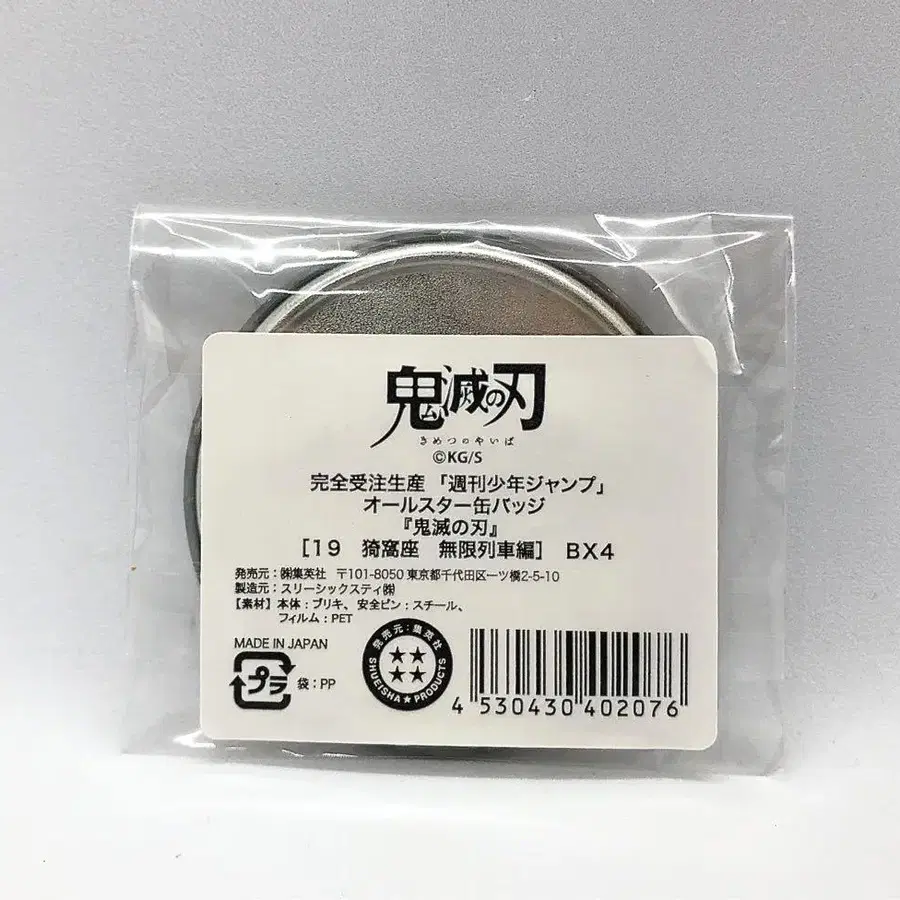 鬼滅の刃
きめつのやいば
©KG/S
完全受注生産「週刊少年ジャンプ」
オールスター缶バッジ
『鬼滅の刃』
[19 猗窩座 無限列車編] BX4
発売元:㈱集英社 〒101-8050 東京都千代田区一ツ橋2-5-10
製造元:スリーシックスティ㈱
【素材】本体:ブリキ、安全ピン:スチール、
フィルム:PET
MADE IN JAPAN
プラ 袋:PP
発売元:集英社
SHUEISHA★PRODUCTS
4 530430 402076